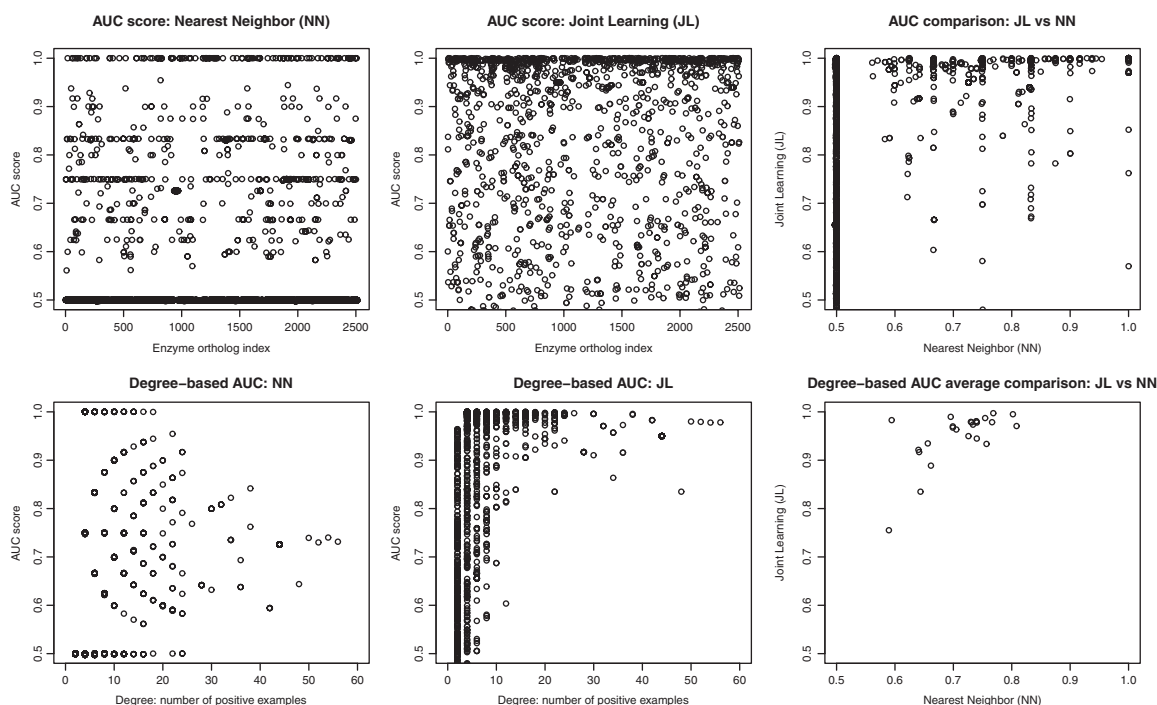 AUC score: Nearest Neighbor (NN)
AUC score
0.5 0.6 0.7 0.8 0.9 1.0
0 500 1000 1500 2000 2500
Enzyme ortholog index
AUC score: Joint Learning (JL)
AUC score
0.5 0.6 0.7 0.8 0.9 1.0
0 500 1000 1500 2000 2500
Enzyme ortholog index
AUC comparison: JL vs NN
Joint Learning (JL)
0.5 0.6 0.7 0.8 0.9 1.0
0.5 0.6 0.7 0.8 0.9 1.0
Nearest Neighbor (NN)
Degree−based AUC: NN
AUC score
0.5 0.6 0.7 0.8 0.9 1.0
0 10 20 30 40 50 60
Degree: number of positive examples
Degree−based AUC: JL
AUC score
0.5 0.6 0.7 0.8 0.9 1.0
0 10 20 30 40 50 60
Degree: number of positive examples
Degree−based AUC average comparison: JL vs NN
Joint Learning (JL)
0.5 0.6 0.7 0.8 0.9 1.0
0.5 0.6 0.7 0.8 0.9 1.0
Nearest Neighbor (NN)